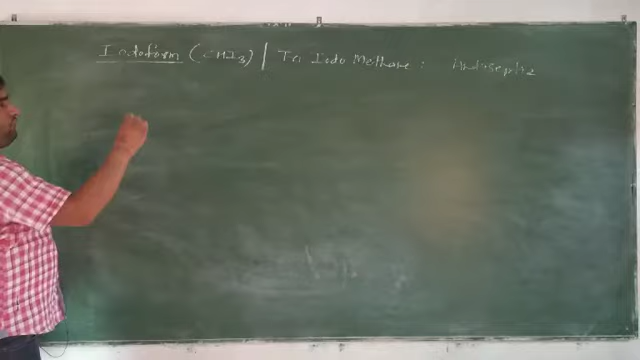 Iodoform (CHI3) | Tri Iodo Methane : Antiseptic